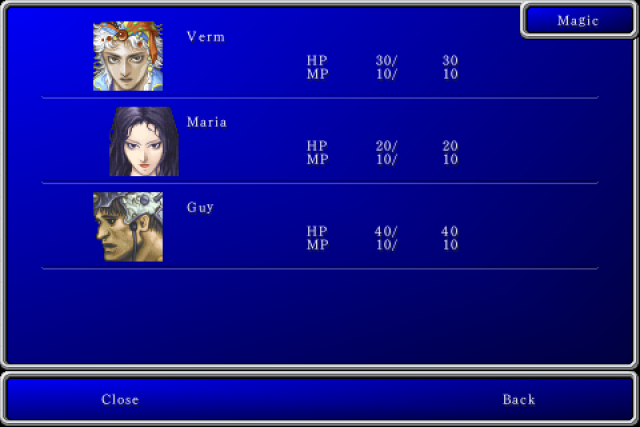 Magic
Verm
HP 30/ 30
MP 10/ 10
Maria
HP 20/ 20
MP 10/ 10
Guy
HP 40/ 40
MP 10/ 10
Close Back